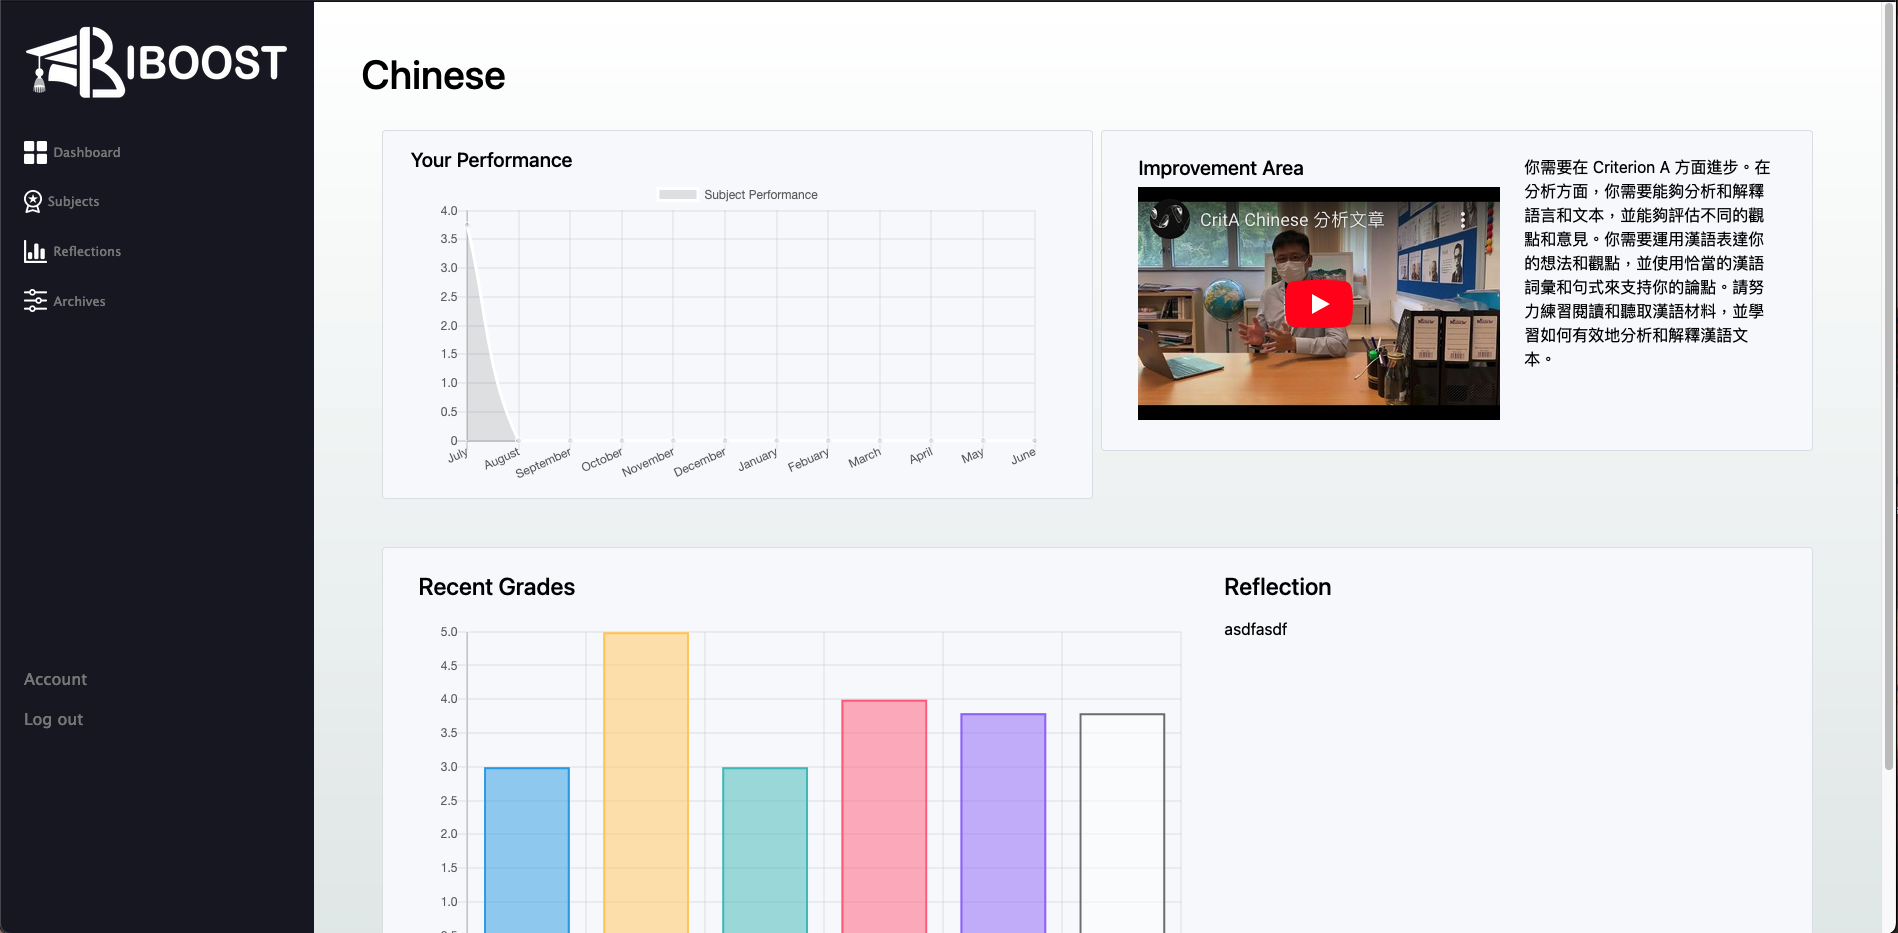 BIBOOST
Dashboard
Subjects
Reflections
Archives
Account
Log out
Chinese
Your Performance
Subject Performance
4.0
3.5
3.0
2.5
2.0
1.5
1.0
0.5
0
July
August
September
October
November
December
January
Febuary
March
April
May
June
Improvement Area
CritA Chinese 分析文章
你需要在 Criterion A 方面進步。在
分析方面，你需要能夠分析和解釋
語言和文本，並能夠評估不同的觀
點和意見。你需要運用漢語表達你
的想法和觀點，並使用恰當的漢語
詞彙和句式來支持你的論點。請努
力練習閱讀和聽取漢語材料，並學
習如何有效地分析和解釋漢語文
本。
Recent Grades
5.0
4.5
4.0
3.5
3.0
2.5
2.0
1.5
1.0
Reflection
asdfasdf